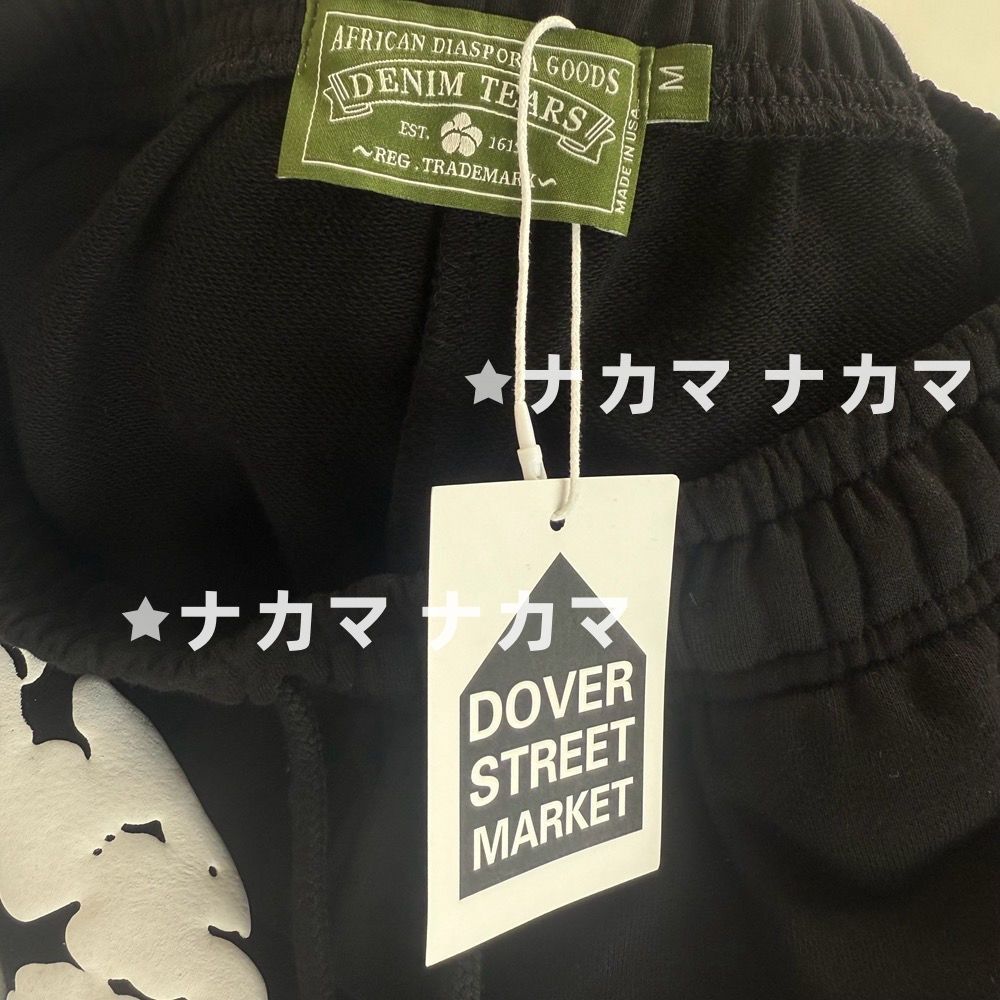 AFRICAN DIASPORA GOODS
DENIM TEARS
EST. 1619
~REG. TRADEMARK~
MADE IN USA
M
★ナカマ ナカマ
★ナカマ ナカマ
DOVER
STREET
MARKET